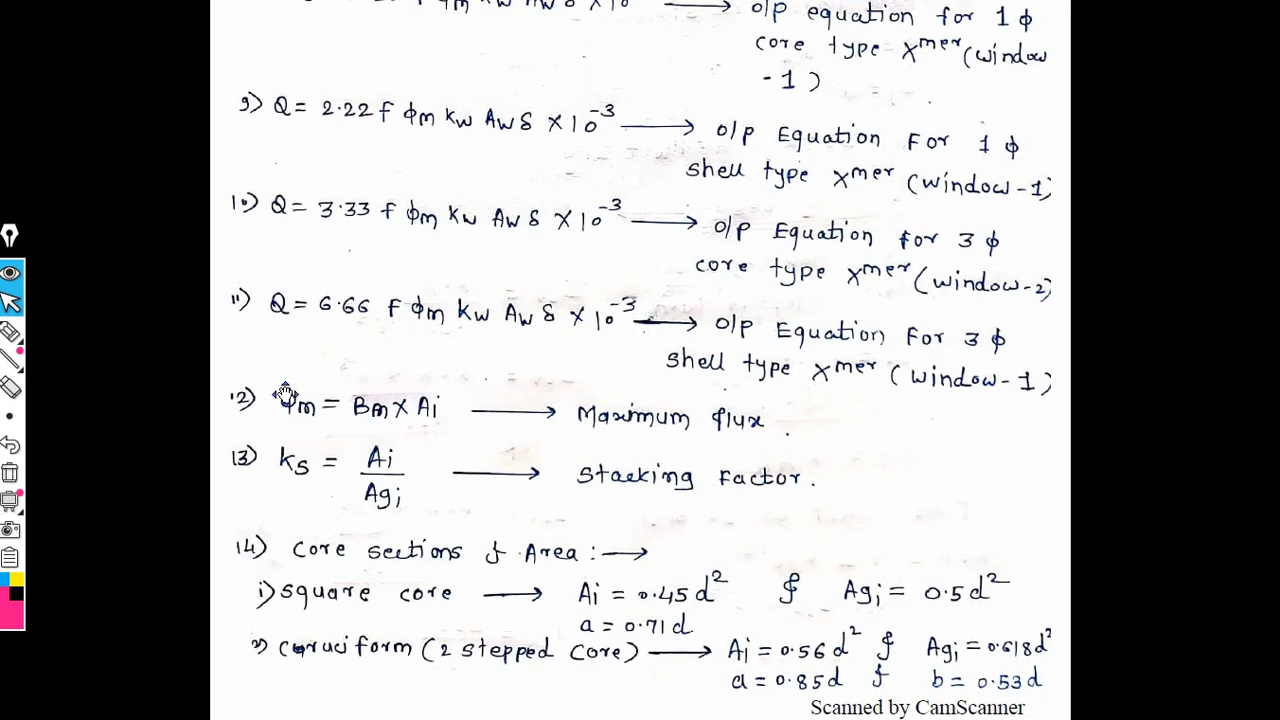 o/p equation for 1 ϕ
core type Xmer (window
- 1 )
9) Q = 2.22 f ϕm Kw Aw δ × 10⁻³ → o/p Equation For 1 ϕ
shell type Xmer (window - 1)
10) Q = 3.33 f ϕm Kw Aw δ × 10⁻³ → o/p Equation for 3 ϕ
core type Xmer (window - 2)
11) Q = 6.66 f ϕm Kw Aw δ × 10⁻³ → o/p Equation For 3 ϕ
shell type Xmer (window - 1)
12) ϕm = Bm × Ai → Maximum flux.
13) Ks = Ai / Agi → Stacking Factor.
14) Core sections & Area : →
i) square core → Ai = 0.45 d² & Agi = 0.5 d²
a = 0.71 d
2) Cruciform (2 stepped core) → Ai = 0.56 d² & Agi = 0.618 d²
a = 0.85 d & b = 0.53 d
Scanned by CamScanner